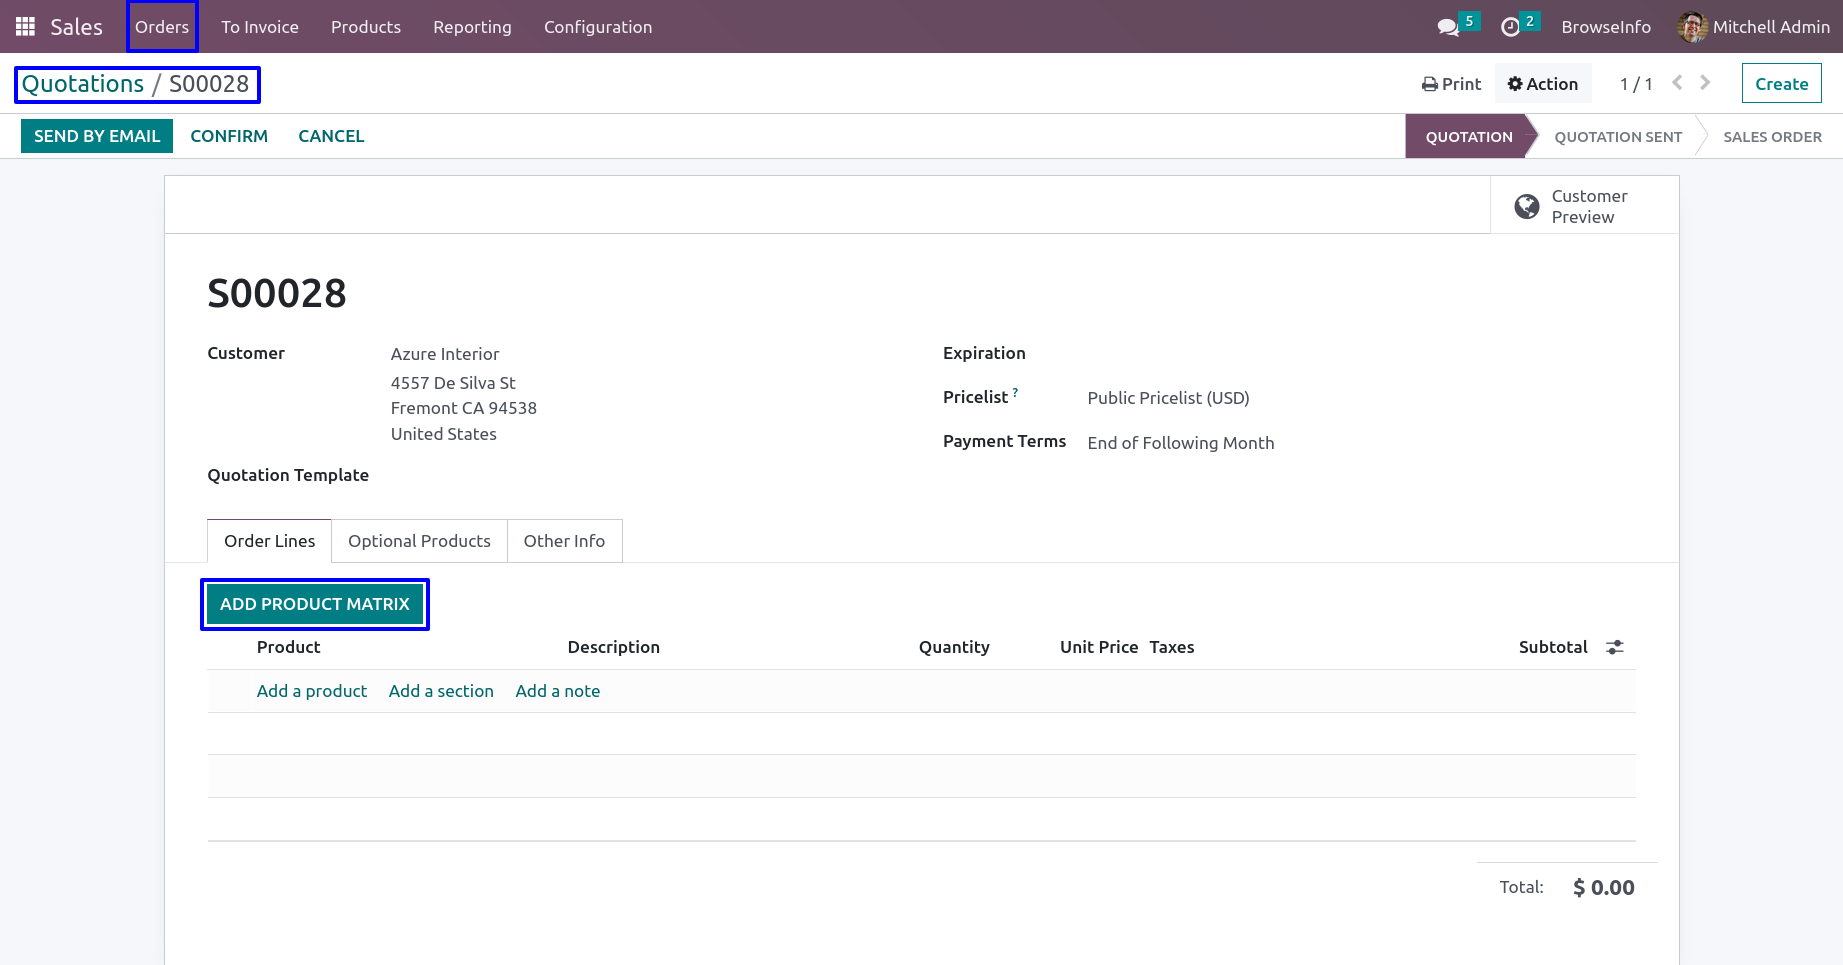 Sales Orders To Invoice Products Reporting Configuration 5 2 BrowseInfo Mitchell Admin
Quotations / S00028 Print Action 1 / 1 Create
SEND BY EMAIL CONFIRM CANCEL QUOTATION QUOTATION SENT SALES ORDER
Customer
Preview
S00028
Customer Azure Interior Expiration
4557 De Silva St
Fremont CA 94538
United States
Pricelist ? Public Pricelist (USD)
Payment Terms End of Following Month
Quotation Template
Order Lines Optional Products Other Info
ADD PRODUCT MATRIX
Product Description Quantity Unit Price Taxes Subtotal
Add a product Add a section Add a note
Total: $ 0.00